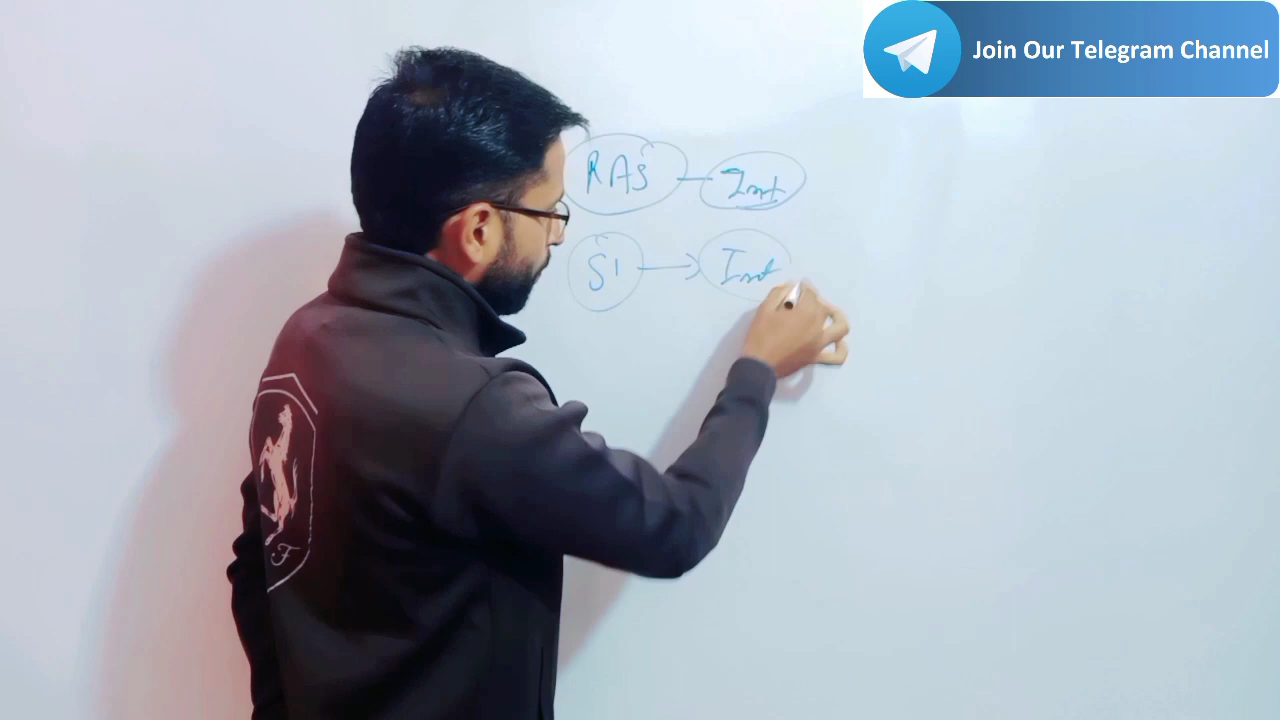 Join Our Telegram Channel
RAS — Int
SI → Int
F